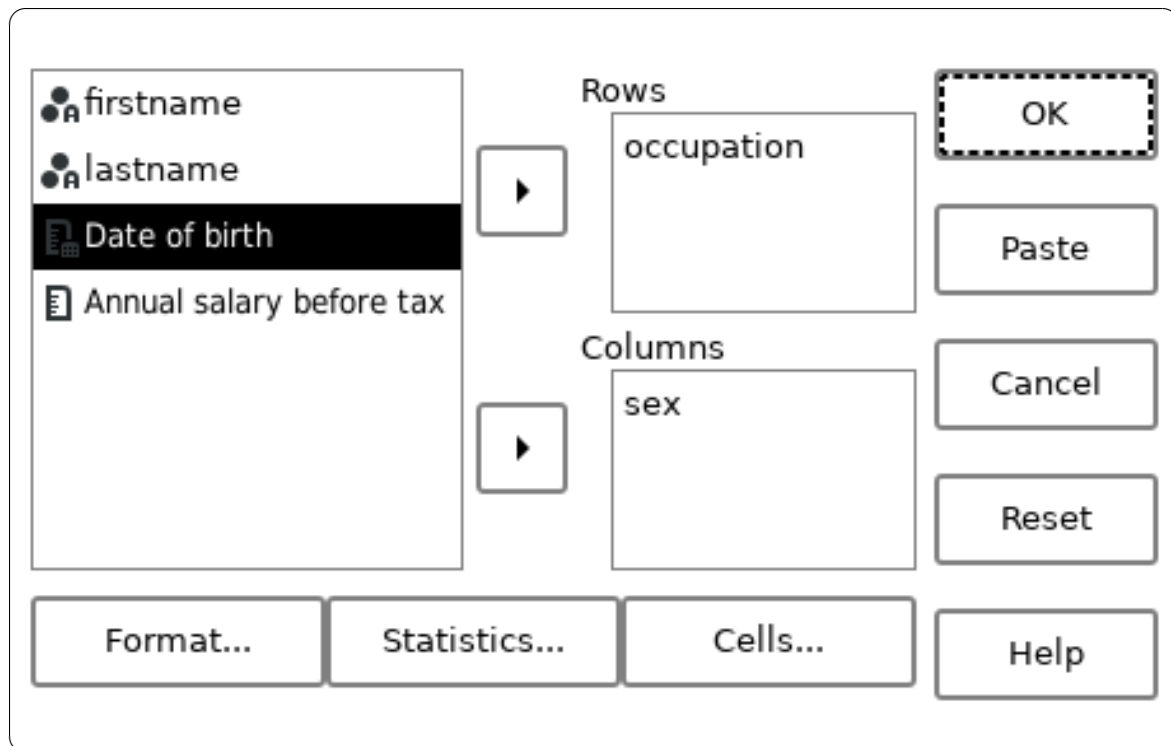 firstname
lastname
Date of birth
Annual salary before tax
Rows
occupation
Columns
sex
OK
Paste
Cancel
Reset
Help
Format...
Statistics...
Cells...